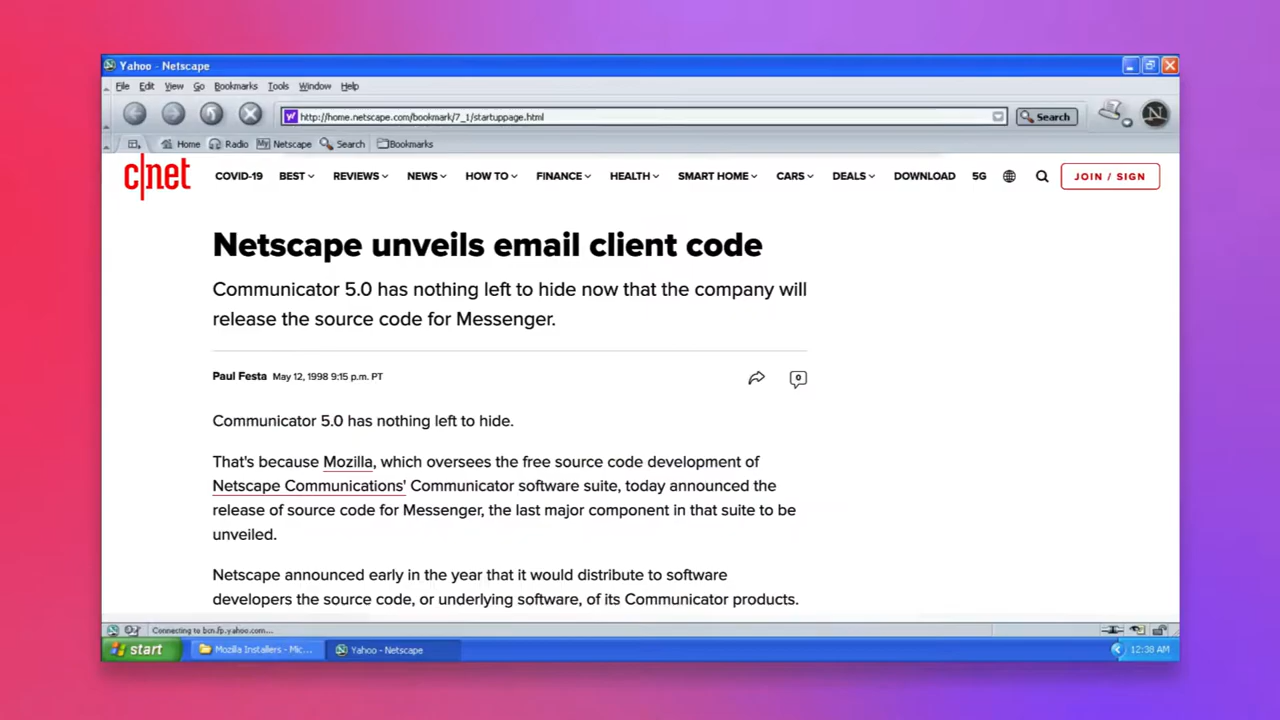 Yahoo - Netscape
File Edit View Go Bookmarks Tools Window Help
http://home.netscape.com/bookmark/7_1/startuppage.html Search N
Home Radio My Netscape Search Bookmarks
c|net COVID-19 BEST REVIEWS NEWS HOW TO FINANCE HEALTH SMART HOME CARS DEALS DOWNLOAD 5G JOIN / SIGN
Netscape unveils email client code
Communicator 5.0 has nothing left to hide now that the company will
release the source code for Messenger.
Paul Festa May 12, 1998 9:15 p.m. PT 0
Communicator 5.0 has nothing left to hide.
That's because Mozilla, which oversees the free source code development of
Netscape Communications' Communicator software suite, today announced the
release of source code for Messenger, the last major component in that suite to be
unveiled.
Netscape announced early in the year that it would distribute to software
developers the source code, or underlying software, of its Communicator products.
Connecting to bcn.fp.yahoo.com...
start Mozilla Installers - Mic... Yahoo - Netscape 12:38 AM